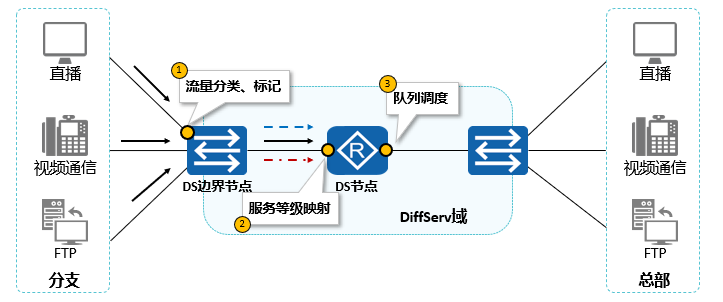 直播
视频通信
FTP
分支
1
流量分类、标记
DS边界节点
2
服务等级映射
R
DS节点
3
队列调度
DiffServ域
直播
视频通信
FTP
总部